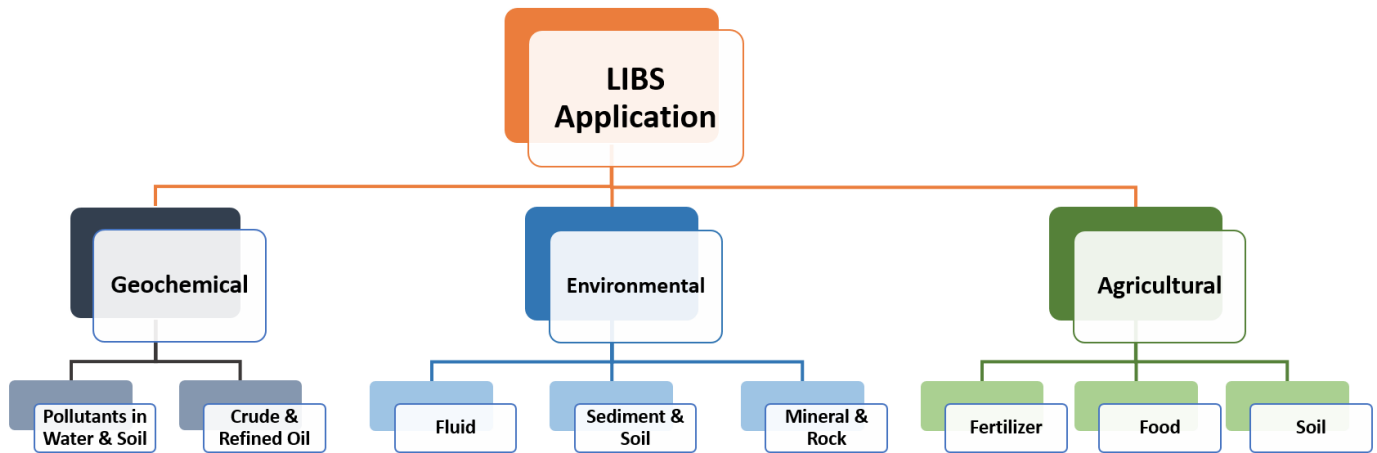 LIBS
Application
Geochemical
Environmental
Agricultural
Pollutants in
Water & Soil
Crude &
Refined Oil
Fluid
Sediment &
Soil
Mineral &
Rock
Fertilizer
Food
Soil